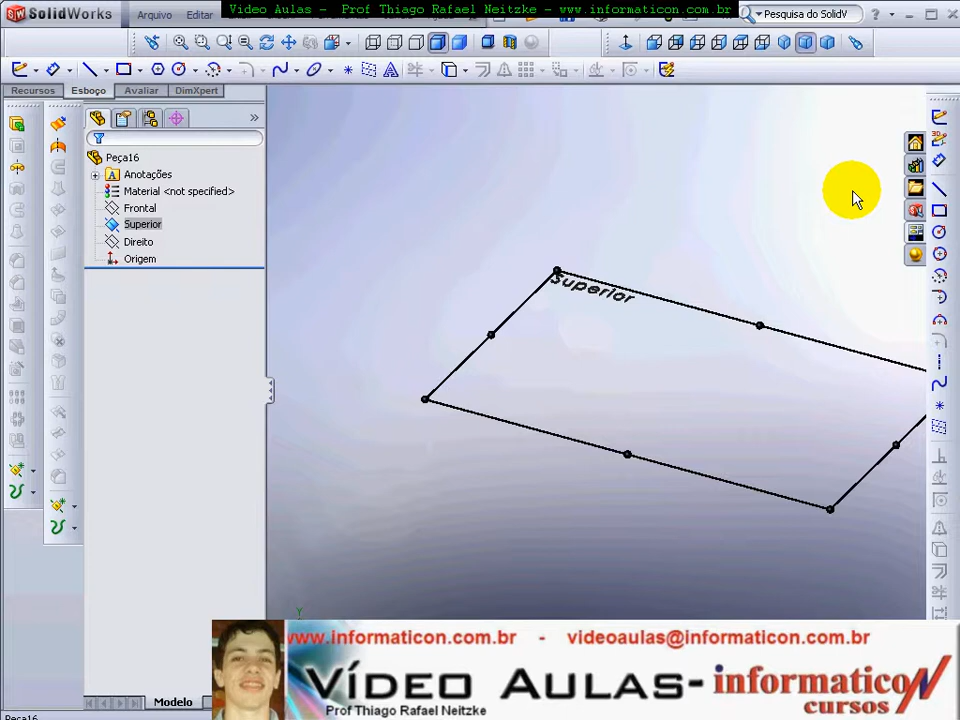 Video Aulas - Prof Thiago Rafael Neitzke - www.informaticon.com.br
SolidWorks
Arquivo
Editar
Pesquisa do SolidV
Recursos
Esboço
Avaliar
DimXpert
Peça16
Anotações
Material <not specified>
Frontal
Superior
Direito
Origem
Superior
Y
Modelo
www.informaticon.com.br - videoaulas@informaticon.com.br
VÍDEO AULAS- informaticoN
cursos
Prof Thiago Rafael Neitzke
Peça16